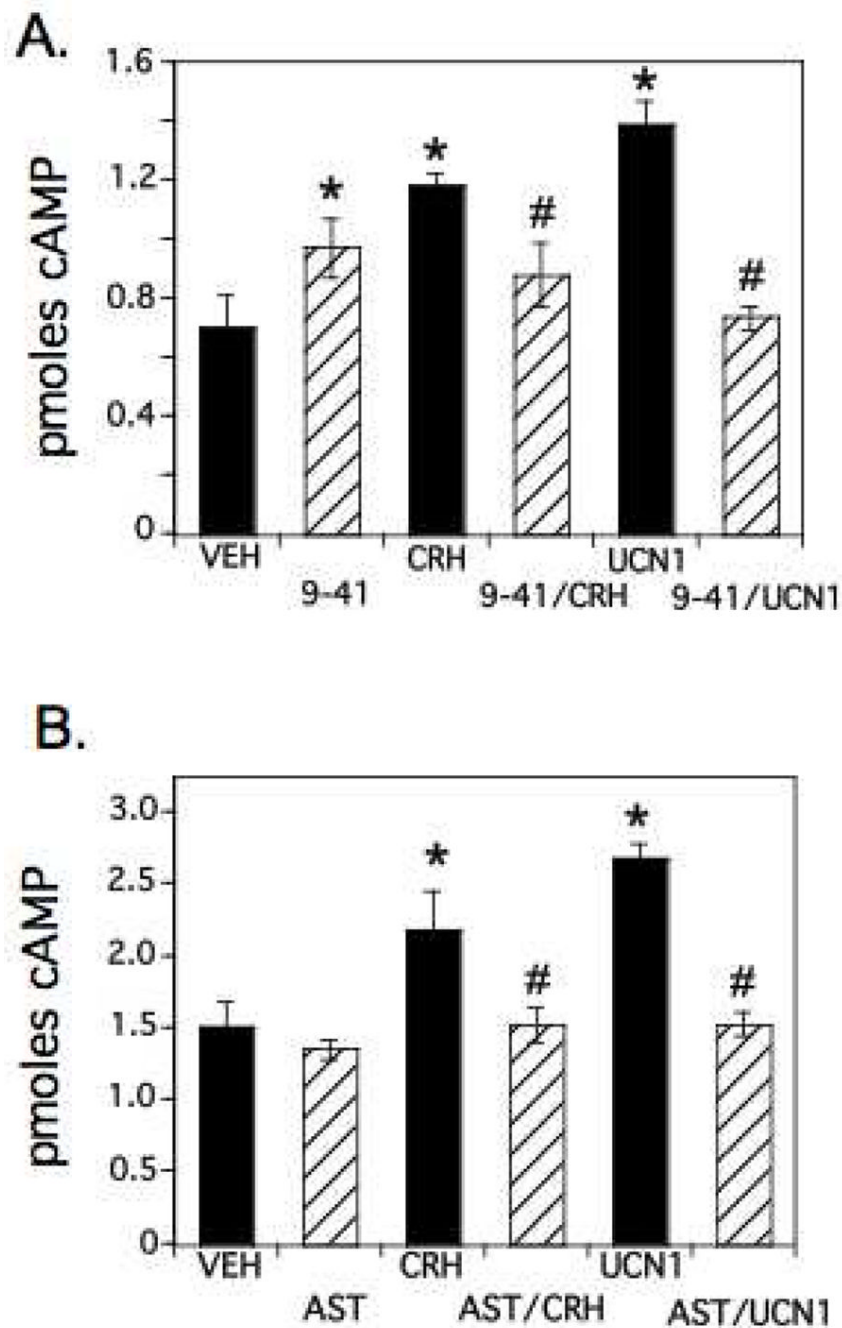 A.
pmoles cAMP
1.6
1.2
0.8
0.4
0
*
*
#
*
#
VEH CRH UCN1
9-41 9-41/CRH 9-41/UCN1
B.
pmoles cAMP
3.0
2.5
2.0
1.5
1.0
0.5
0
*
#
*
#
VEH CRH UCN1
AST AST/CRH AST/UCN1